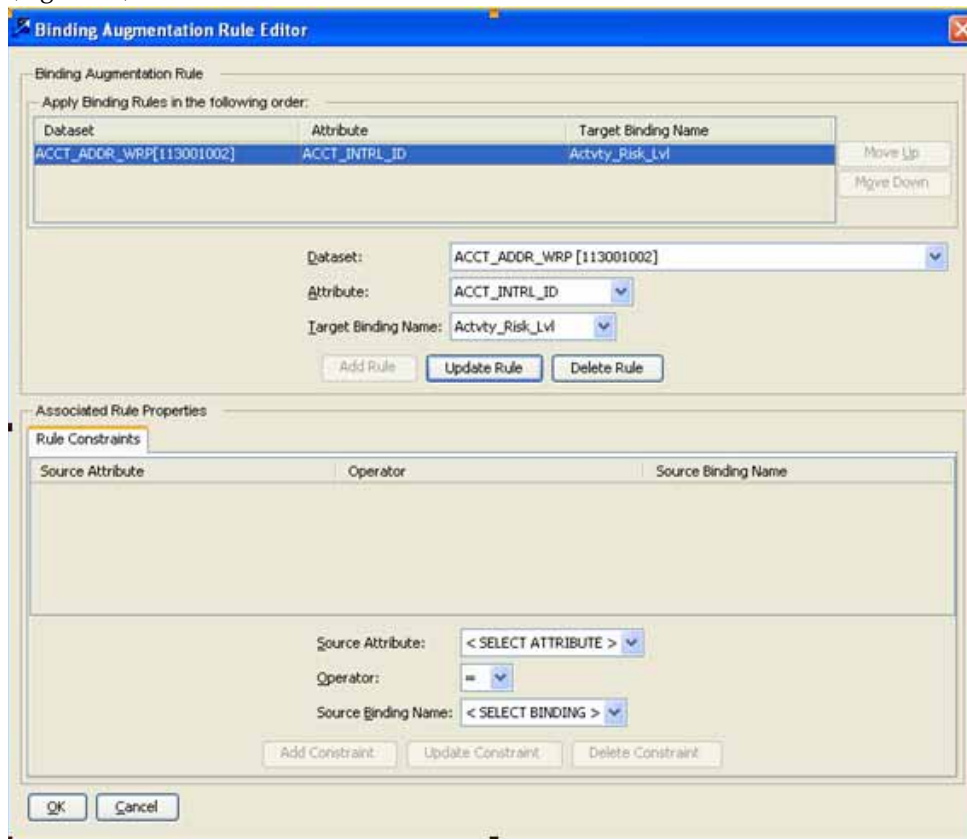 Binding Augmentation Rule Editor
Binding Augmentation Rule
Apply Binding Rules in the following order:
Dataset Attribute Target Binding Name
ACCT_ADDR_WRP[113001002] ACCT_INTRL_ID Actvty_Risk_Lvl
Move Up
Move Down
Dataset: ACCT_ADDR_WRP [113001002]
Attribute: ACCT_INTRL_ID
Target Binding Name: Actvty_Risk_Lvl
Add Rule Update Rule Delete Rule
Associated Rule Properties
Rule Constraints
Source Attribute Operator Source Binding Name
Source Attribute: < SELECT ATTRIBUTE >
Operator: =
Source Binding Name: < SELECT BINDING >
Add Constraint Update Constraint Delete Constraint
OK Cancel